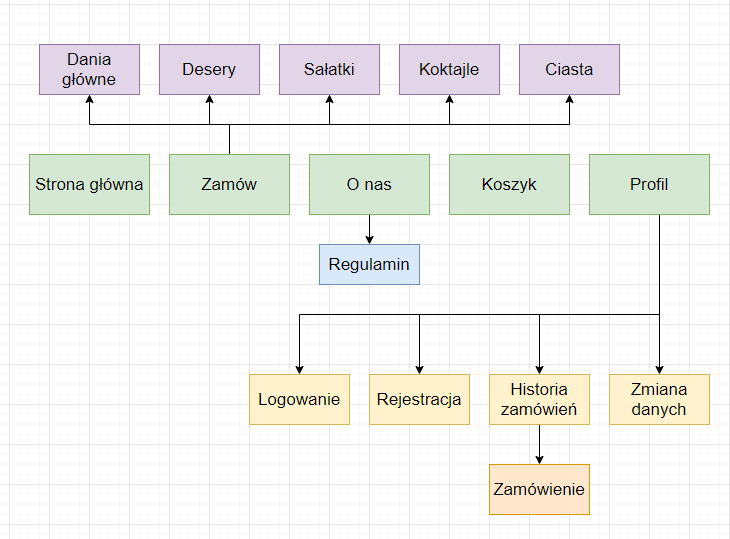 Dania
główne
Desery
Sałatki
Koktajle
Ciasta
Strona główna
Zamów
O nas
Koszyk
Profil
Regulamin
Logowanie
Rejestracja
Historia
zamówień
Zmiana
danych
Zamówienie